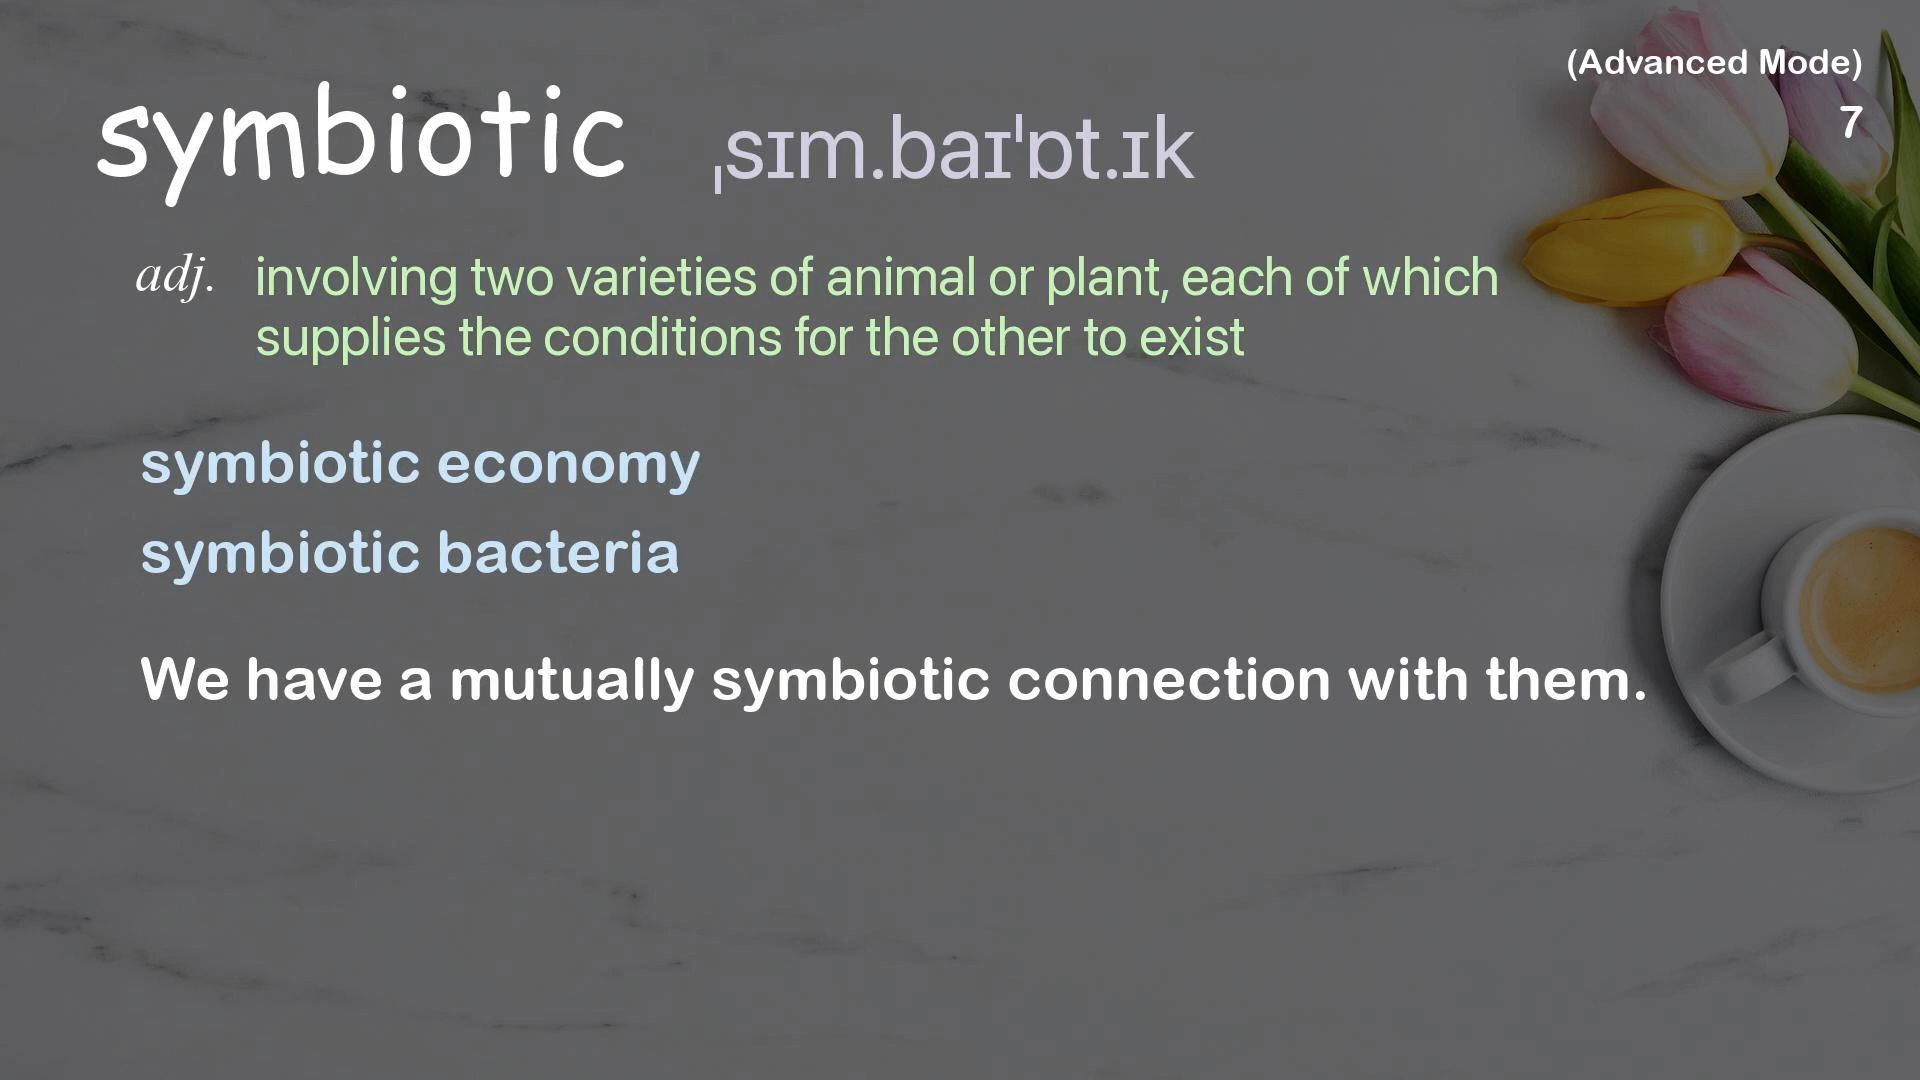 (Advanced Mode)
7
symbiotic ˌsɪm.baɪˈɒt.ɪk
adj. involving two varieties of animal or plant, each of which
supplies the conditions for the other to exist
symbiotic economy
symbiotic bacteria
We have a mutually symbiotic connection with them.